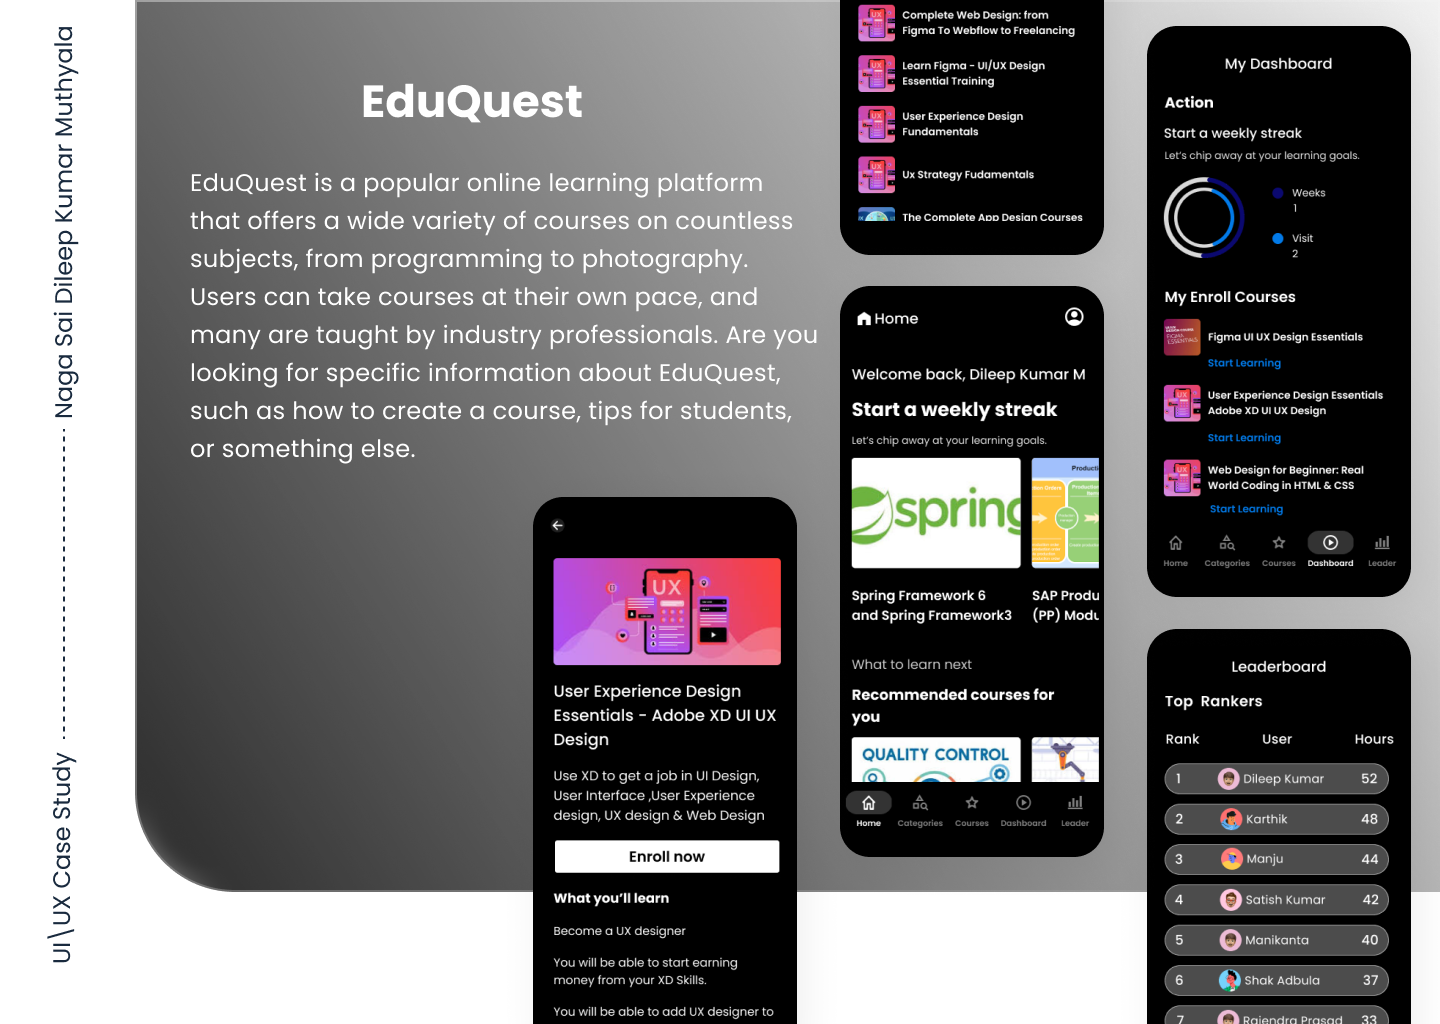 Naga Sai Dileep Kumar Muthyala
UI\UX Case Study
EduQuest
EduQuest is a popular online learning platform
that offers a wide variety of courses on countless
subjects, from programming to photography.
Users can take courses at their own pace, and
many are taught by industry professionals. Are you
looking for specific information about EduQuest,
such as how to create a course, tips for students,
or something else.
UX
User Experience Design
Essentials - Adobe XD UI UX
Design
Use XD to get a job in UI Design,
User Interface ,User Experience
design, UX design & Web Design
Enroll now
What you'll learn
Become a UX designer
You will be able to start earning
money from your XD Skills.
You will be able to add UX designer to
Complete Web Design: from
Figma To Webflow to Freelancing
Learn Figma - UI/UX Design
Essential Training
User Experience Design
Fundamentals
Ux Strategy Fudamentals
The Complete App Design Courses
Home
Welcome back, Dileep Kumar M
Start a weekly streak
Let's chip away at your learning goals.
spring
Producti
Spring Framework 6
and Spring Framework3
SAP Produ
(PP) Modu
What to learn next
Recommended courses for
you
QUALITY CONTROL
Home
Categories
Courses
Dashboard
Leader
My Dashboard
Action
Start a weekly streak
Let's chip away at your learning goals.
Weeks
1
Visit
2
My Enroll Courses
Figma UI UX Design Essentials
Start Learning
User Experience Design Essentials
Adobe XD UI UX Design
Start Learning
Web Design for Beginner: Real
World Coding in HTML & CSS
Start Learning
Home
Categories
Courses
Dashboard
Leader
Leaderboard
Top Rankers
Rank User Hours
1 Dileep Kumar 52
2 Karthik 48
3 Manju 44
4 Satish Kumar 42
5 Manikanta 40
6 Shak Adbula 37
7 Rajendra Prasad 33